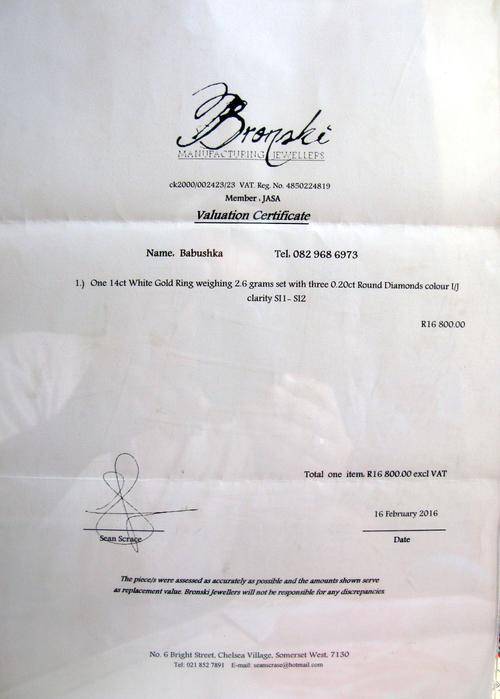 Bronski
MANUFACTURING JEWELLERS
ck2000/002423/23 VAT. Reg. No. 4850224819
Member . JASA
Valuation Certificate
Name. Babushka Tel. 082 968 6973
1.) One 14ct White Gold Ring weighing 2.6 grams set with three 0.20ct Round Diamonds colour I/J
clarity SI1- SI2
R16 800.00
Total one item. R16 800.00 excl VAT
16 February 2016
Sean Scrase
Date
The piece/s were assessed as accurately as possible and the amounts shown serve
as replacement value. Bronski Jewellers will not be responsible for any discrepancies
No. 6 Bright Street, Chelsea Village, Somerset West, 7130
Tel: 021 852 7891 E-mail: seanscrase@hotmail.com